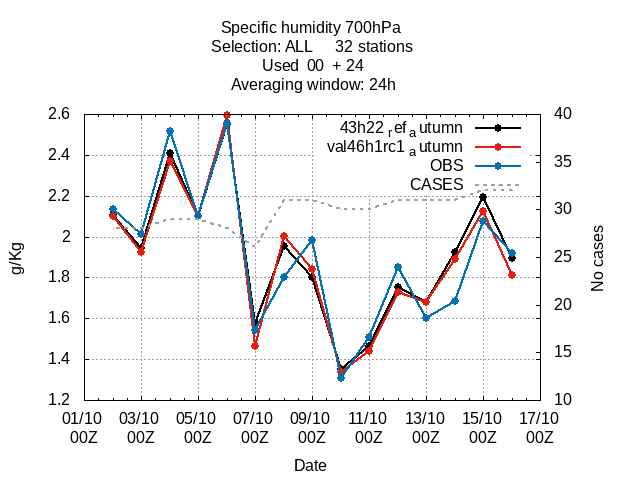 Specific humidity 700hPa
Selection: ALL 32 stations
Used 00 + 24
Averaging window: 24h
43h22 refa utumn
val46h1rc1 a utumn
OBS
CASES
2.6
2.4
2.2
2
1.8
1.6
1.4
1.2
g/Kg
40
35
30
25
20
15
10
No cases
01/10 03/10 05/10 07/10 09/10 11/10 13/10 15/10 17/10
00Z 00Z 00Z 00Z 00Z 00Z 00Z 00Z 00Z
Date